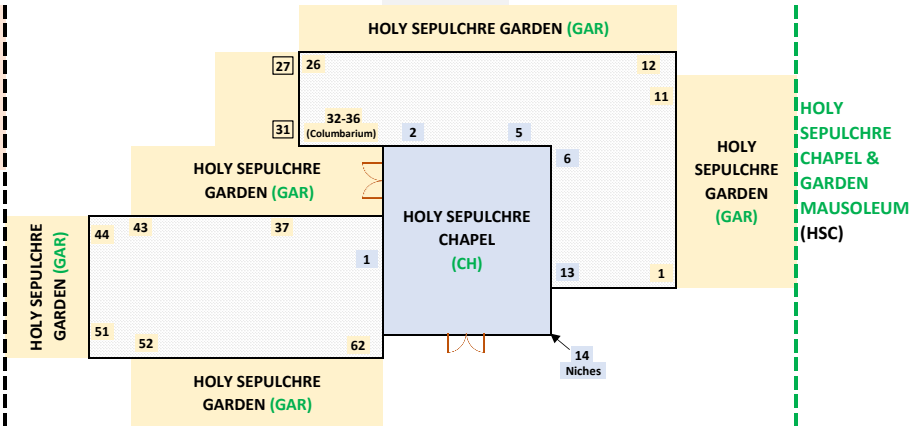 HOLY SEPULCHRE GARDEN (GAR)
27
26
12
11
32-36
(Columbarium)
31
2
5
6
HOLY
SEPULCHRE
GARDEN
(GAR)
HOLY
SEPULCHRE
CHAPEL &
GARDEN
MAUSOLEUM
(HSC)
HOLY SEPULCHRE
GARDEN (GAR)
HOLY SEPULCHRE
CHAPEL
(CH)
44
43
37
1
13
1
HOLY SEPULCHRE
GARDEN (GAR)
51
52
62
14
Niches
HOLY SEPULCHRE
GARDEN (GAR)